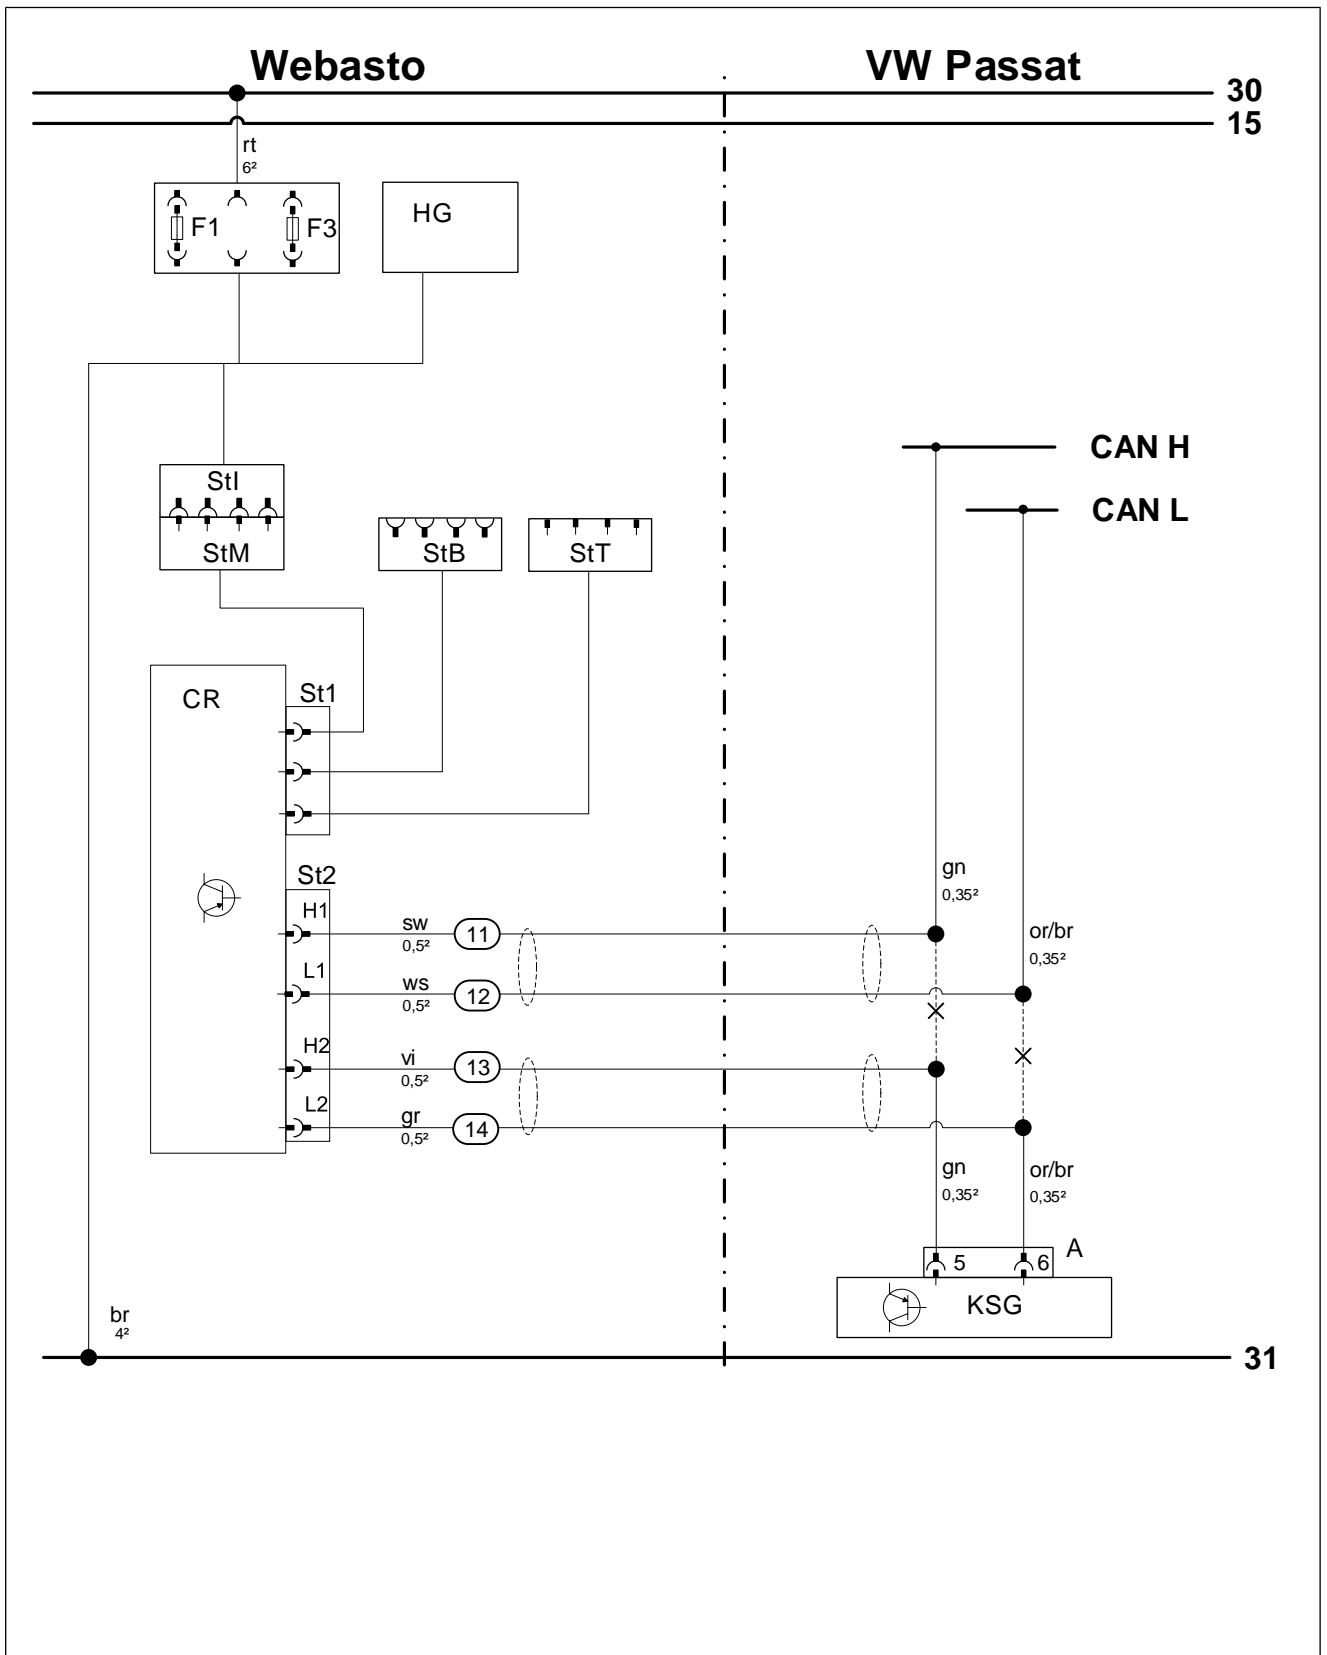 Webasto VW Passat
30
15
rt
6²
F1 F3 HG
CAN H
CAN L
StI
StM StB StT
CR St1
St2
gn
0,35²
H1 sw 11
0,5²
or/br
0,35²
L1 ws 12
0,5²
H2 vi 13
0,5²
L2 gr 14
0,5²
gn or/br
0,35² 0,35²
5 6 A
KSG
br
4²
31